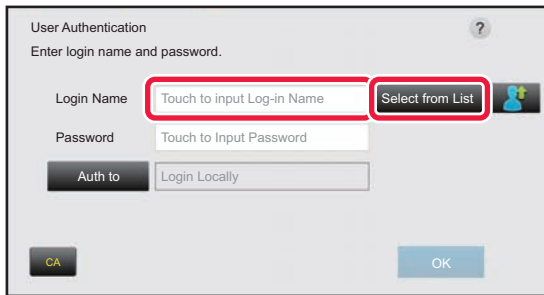 User Authentication
?
Enter login name and password.
Login Name
Touch to input Log-in Name
Select from List
Password
Touch to Input Password
Auth to
Login Locally
CA
OK